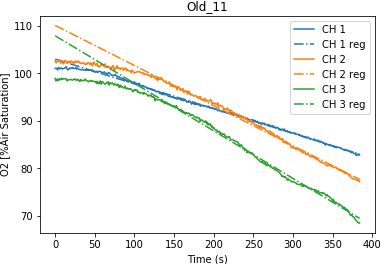 Old_11
O2 [%Air Saturation]
110
100
90
80
70
0
50
100
150
200
250
300
350
400
Time (s)
CH 1
CH 1 reg
CH 2
CH 2 reg
CH 3
CH 3 reg